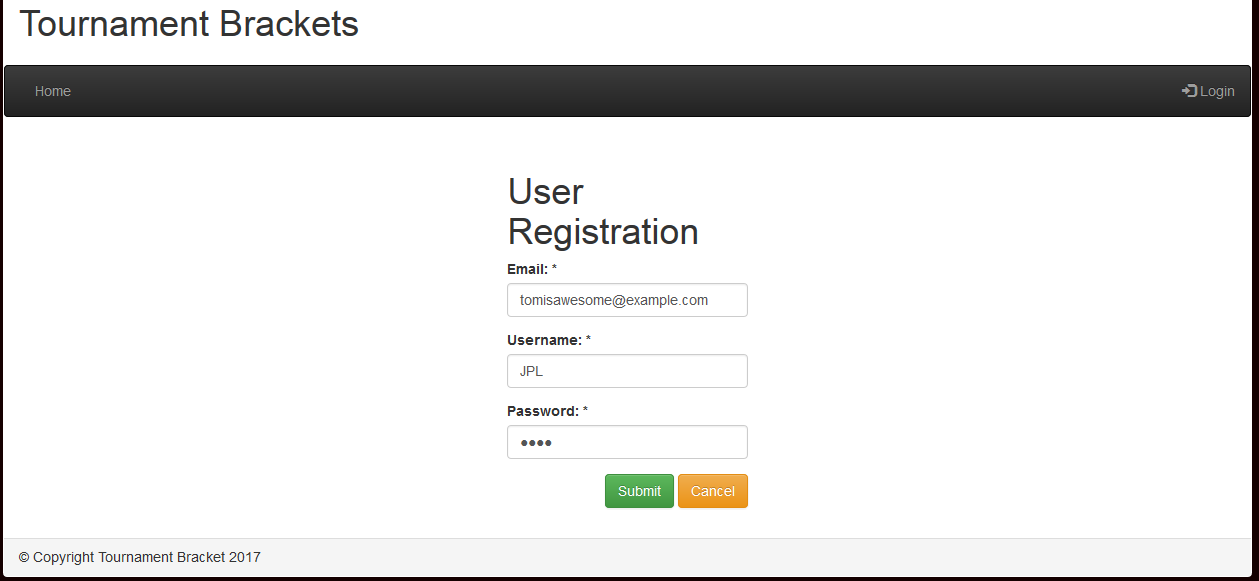 Tournament Brackets
Home
Login
User
Registration
Email: *
tomisawesome@example.com
Username: *
JPL
Password: *
••••
Submit
Cancel
© Copyright Tournament Bracket 2017